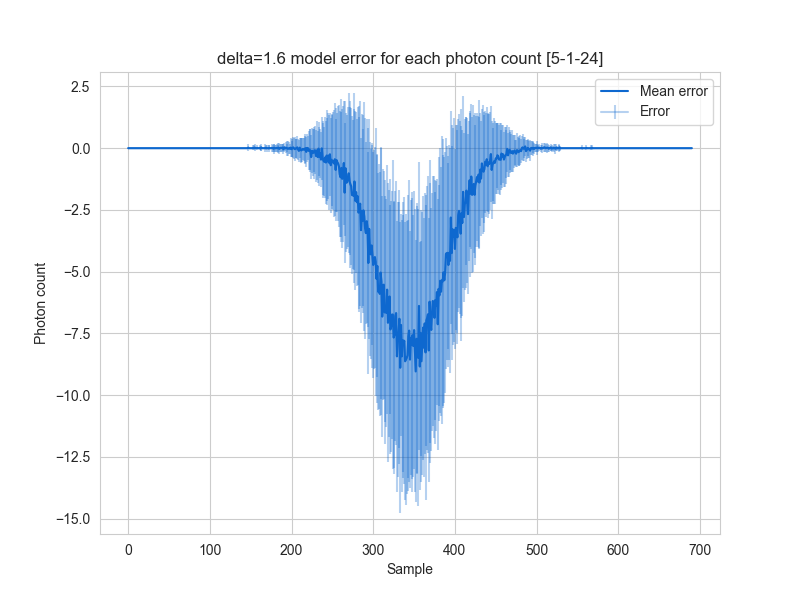 delta=1.6 model error for each photon count [5-1-24]
Mean error
Error
2.5
0.0
−2.5
−5.0
−7.5
−10.0
−12.5
−15.0
Photon count
0 100 200 300 400 500 600 700
Sample